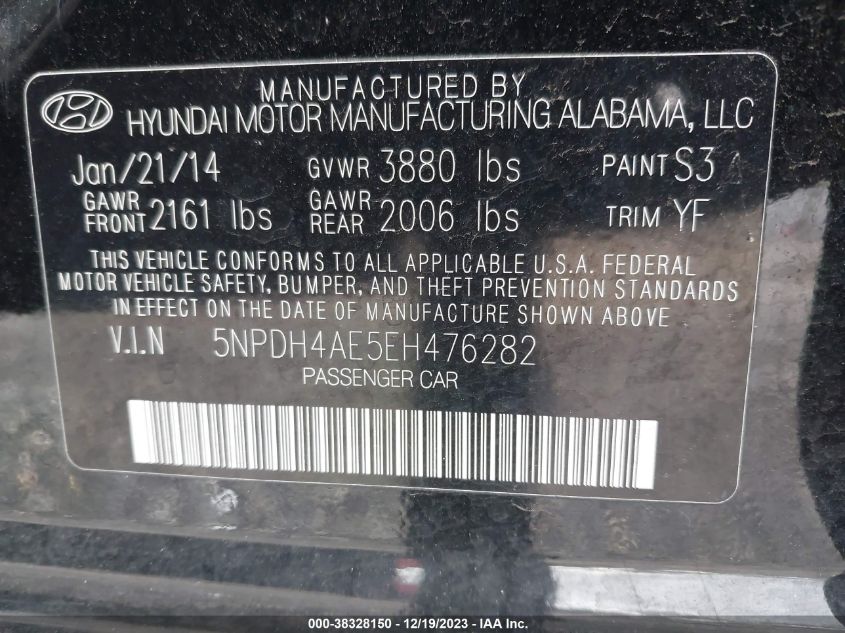 MANUFACTURED BY
HYUNDAI MOTOR MANUFACTURING ALABAMA, LLC
Jan/21/14 GVWR 3880 lbs PAINT S3
GAWR FRONT 2161 lbs GAWR REAR 2006 lbs TRIM YF
THIS VEHICLE CONFORMS TO ALL APPLICABLE U.S.A. FEDERAL
MOTOR VEHICLE SAFETY, BUMPER, AND THEFT PREVENTION STANDARDS
IN EFFECT ON THE DATE OF MANUFACTURE SHOWN ABOVE
V.I.N 5NPDH4AE5EH476282
PASSENGER CAR
000-38328150 - 12/19/2023 - IAA Inc.